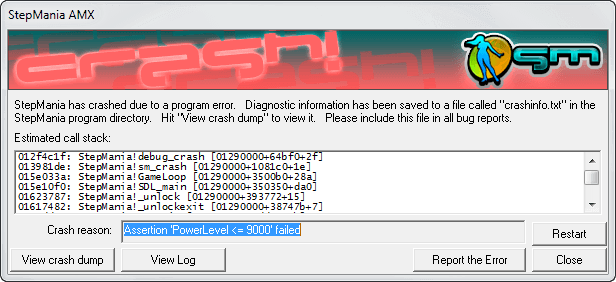 StepMania AMX
crash!
sm
StepMania has crashed due to a program error. Diagnostic information has been saved to a file called "crashinfo.txt" in the
StepMania program directory. Hit "View crash dump" to view it. Please include this file in all bug reports.
Estimated call stack:
012f4c1f: StepMania!debug_crash [01290000+64bf0+2f]
013981de: StepMania!sm_crash [01290000+1081c0+1e]
015e033a: StepMania!GameLoop [01290000+3500b0+28a]
015e10f0: StepMania!SDL_main [01290000+350350+da0]
01623787: StepMania!_unlock [01290000+393772+15]
01617482: StepMania!_unlockexit [01290000+38747b+7]
Crash reason:
Assertion 'PowerLevel <= 9000' failed
Restart
View crash dump
View Log
Report the Error
Close